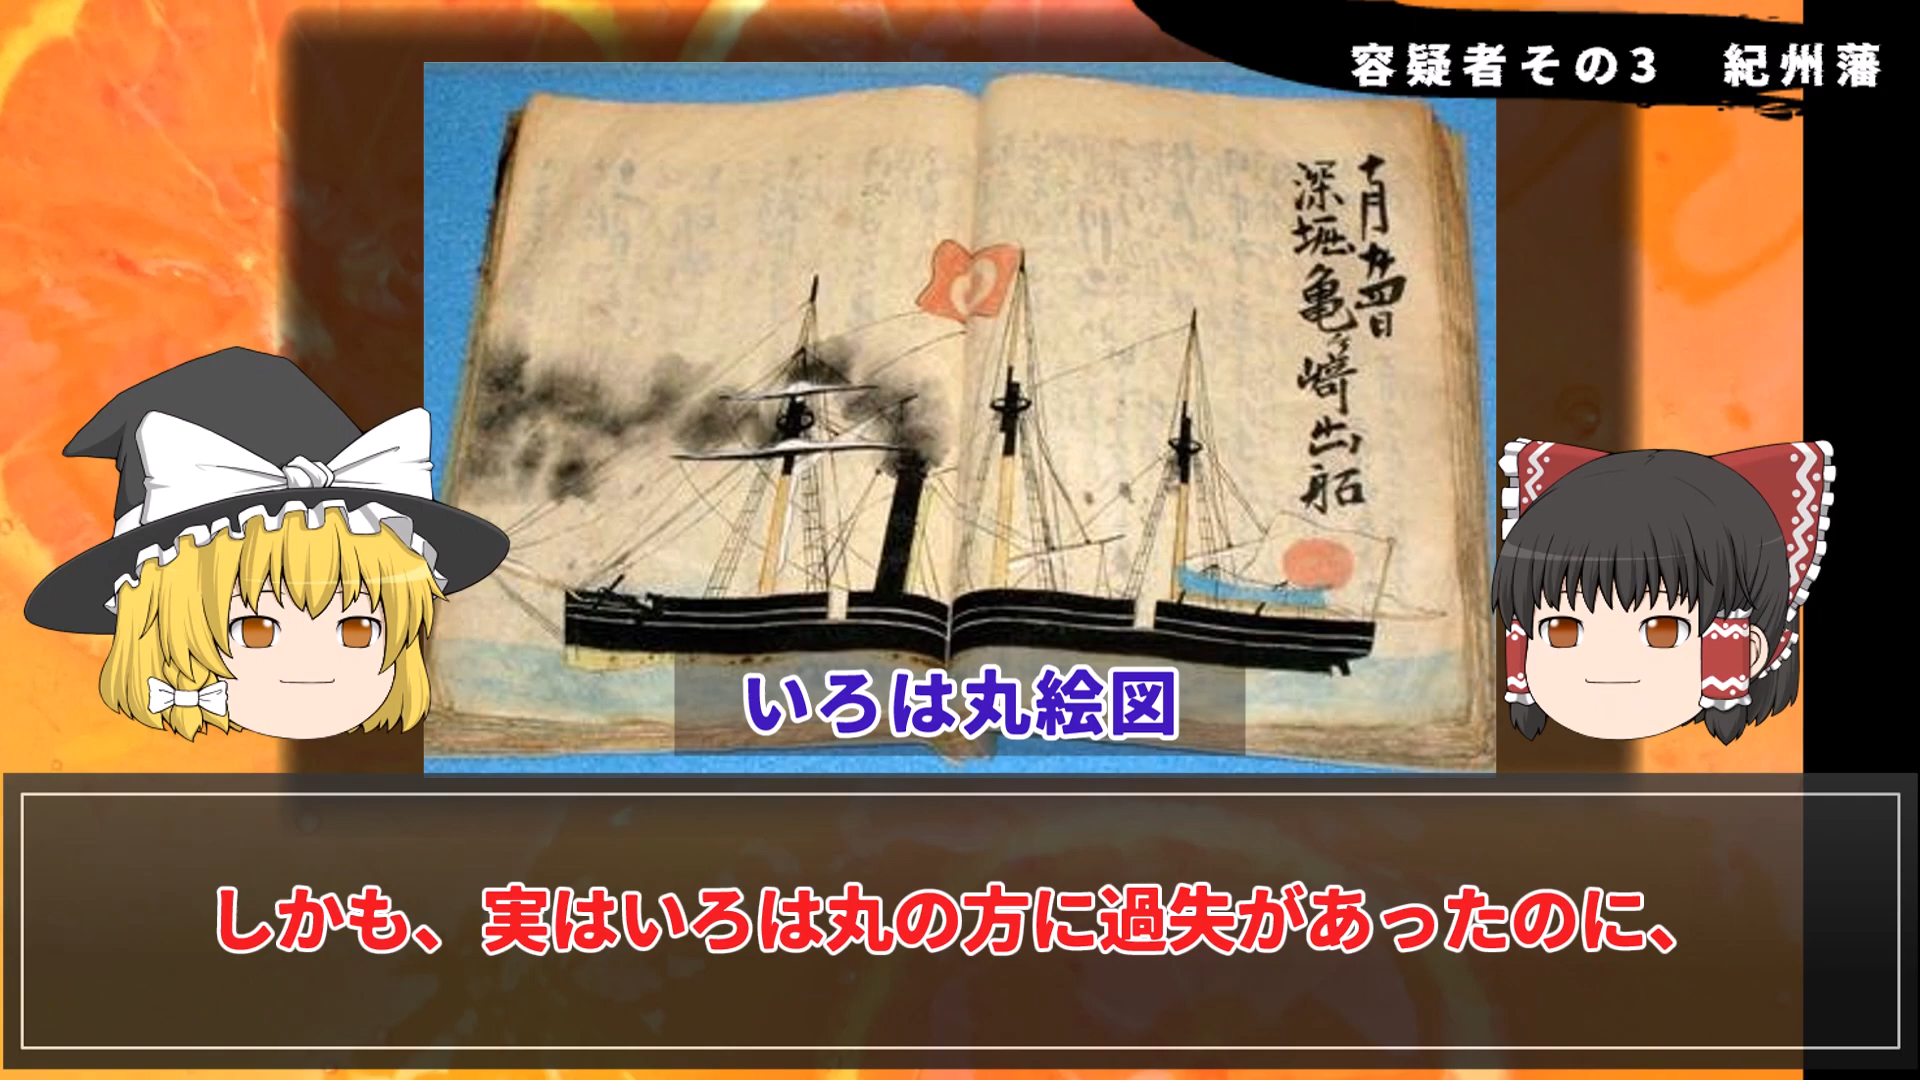 容疑者その3 紀州藩
十月廿四日
深堀亀ヶ崎出船
いろは丸絵図
しかも、実はいろは丸の方に過失があったのに、